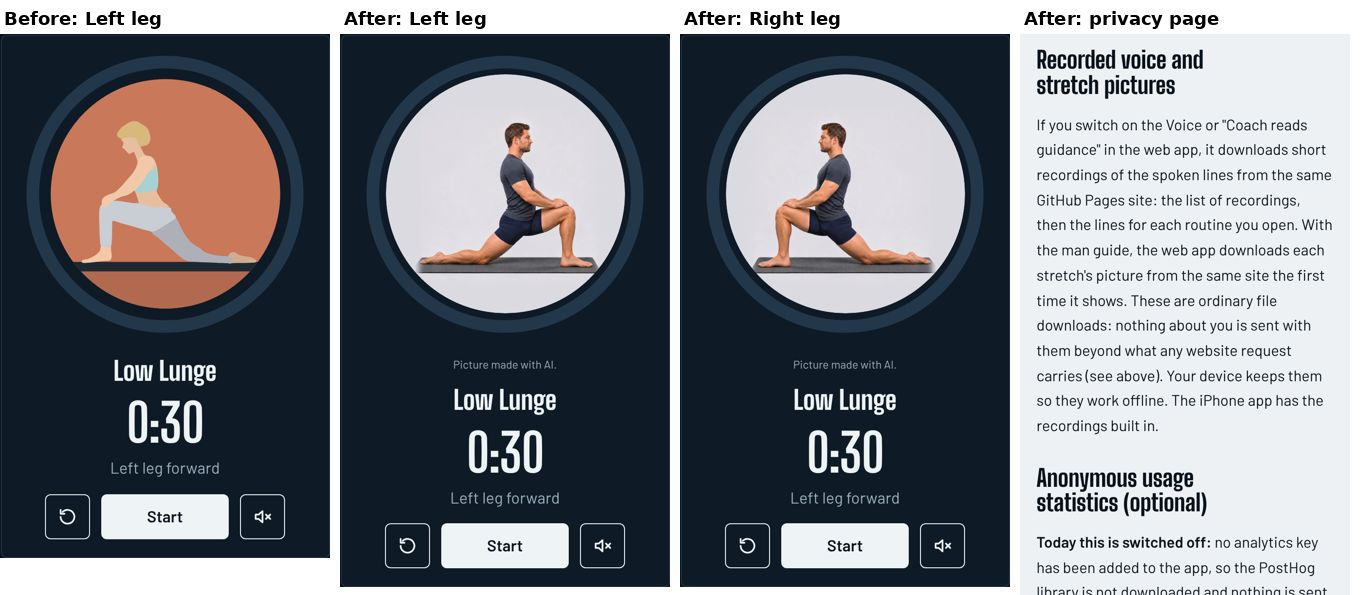 Before: Left leg
Low Lunge
0:30
Left leg forward
Start
After: Left leg
Picture made with AI.
Low Lunge
0:30
Left leg forward
Start
After: Right leg
Picture made with AI.
Low Lunge
0:30
Left leg forward
Start
After: privacy page
Recorded voice and
stretch pictures
If you switch on the Voice or "Coach reads
guidance" in the web app, it downloads short
recordings of the spoken lines from the same
GitHub Pages site: the list of recordings,
then the lines for each routine you open. With
the man guide, the web app downloads each
stretch's picture from the same site the first
time it shows. These are ordinary file
downloads: nothing about you is sent with
them beyond what any website request
carries (see above). Your device keeps them
so they work offline. The iPhone app has the
recordings built in.
Anonymous usage
statistics (optional)
Today this is switched off: no analytics key
has been added to the app, so the PostHog
library is not downloaded and nothing is sent